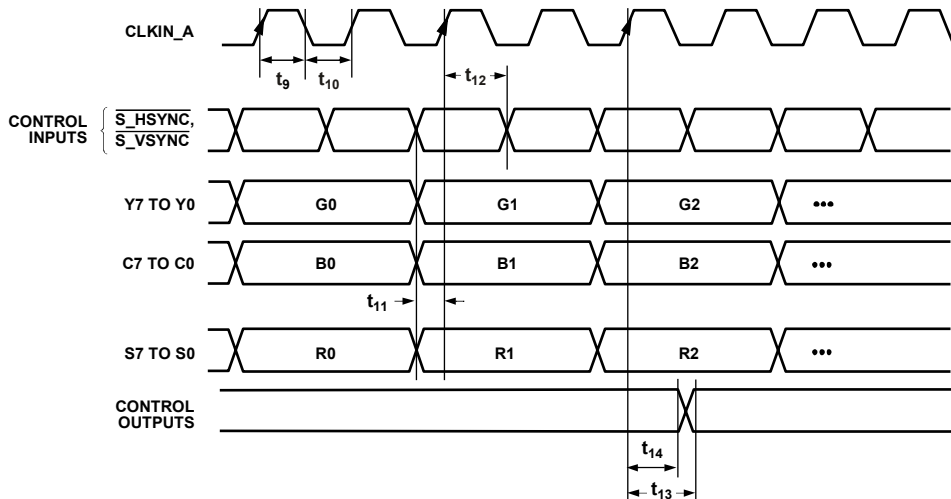 CLKIN_A
t9 t10 t12
CONTROL INPUTS
S_HSYNC,
S_VSYNC
Y7 TO Y0 G0 G1 G2 •••
C7 TO C0 B0 B1 B2 •••
t11
S7 TO S0 R0 R1 R2 •••
CONTROL
OUTPUTS
t14
t13